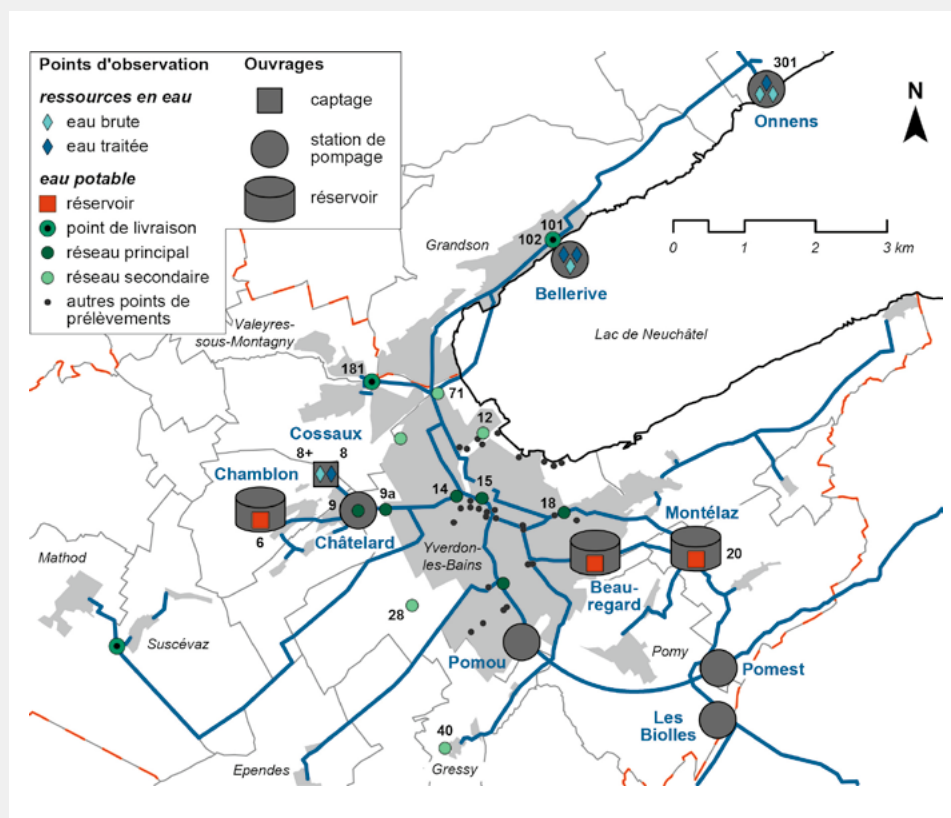 Points d'observation
ressources en eau
eau brute
eau traitée
eau potable
réservoir
point de livraison
réseau principal
réseau secondaire
autres points de
prélèvements
Ouvrages
captage
station de
pompage
réservoir
301
Onnens
N
0 1 2 3 km
Grandson
101
102
Bellerive
Lac de Neuchâtel
Valeyres-
sous-Montagny
181
71
Cossaux
12
8+ 8
Chamblon
9a
9
14
15
18
Montélaz
6
Châtelard
20
Mathod
Yverdon-
les-Bains
Beau-
regard
28
Suscévaz
Pomou
Pomy
Pomest
Les
Biolles
40
Ependes
Gressy